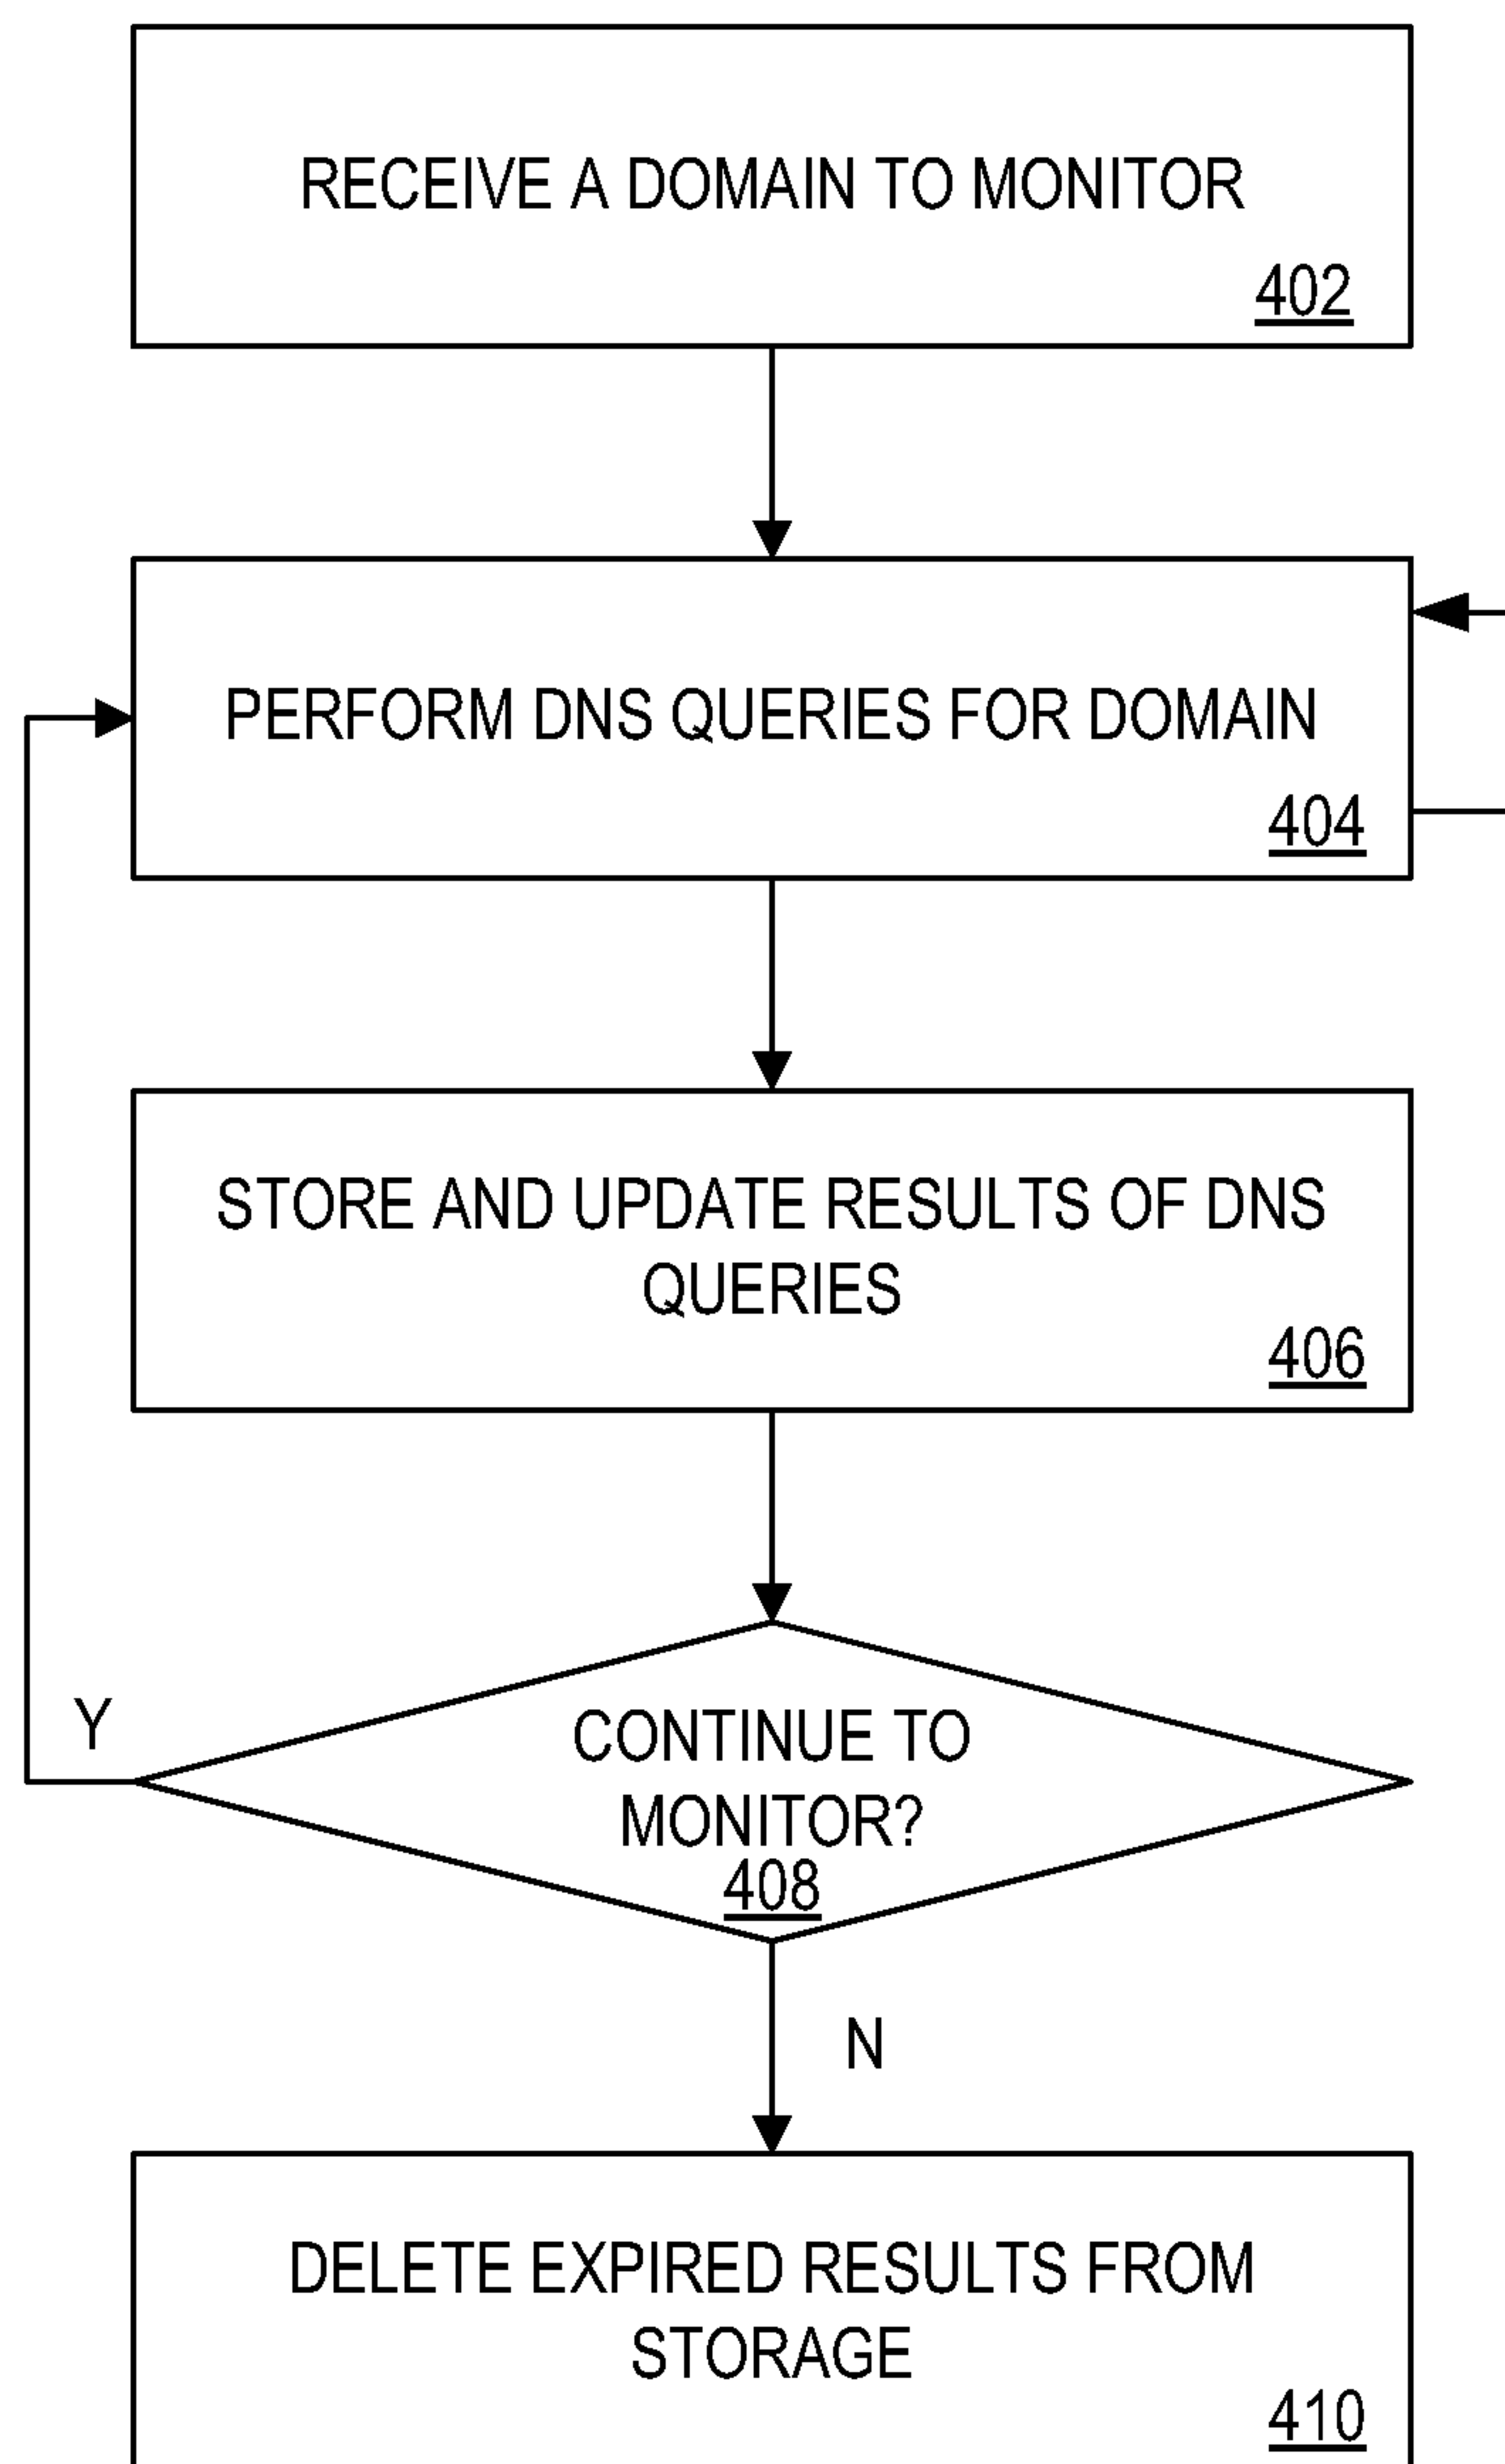 RECEIVE A DOMAIN TO MONITOR
402
PERFORM DNS QUERIES FOR DOMAIN
404
STORE AND UPDATE RESULTS OF DNS
QUERIES
406
Y
CONTINUE TO
MONITOR?
408
N
DELETE EXPIRED RESULTS FROM
STORAGE
410